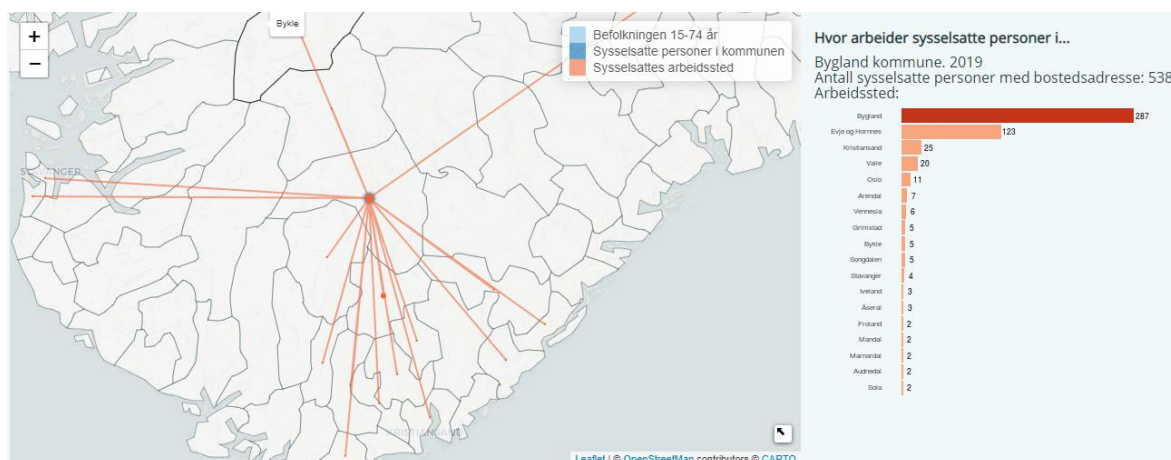 +
−
Bykle
Befolkningen 15-74 år
Sysselsatte personer i kommunen
Sysselsattes arbeidssted
STAVANGER
KRISTIANSAND
Leaflet | © OpenStreetMap contributors © CARTO
Hvor arbeider sysselsatte personer i...
Bygland kommune. 2019
Antall sysselsatte personer med bostedsadresse: 538
Arbeidssted:
Bygland 287
Evje og Hornnes 123
Kristiansand 25
Valle 20
Oslo 11
Arendal 7
Vennesla 6
Grimstad 5
Bykle 5
Songdalen 5
Stavanger 4
Iveland 3
Åseral 3
Froland 2
Mandal 2
Marnardal 2
Audnedal 2
Sola 2